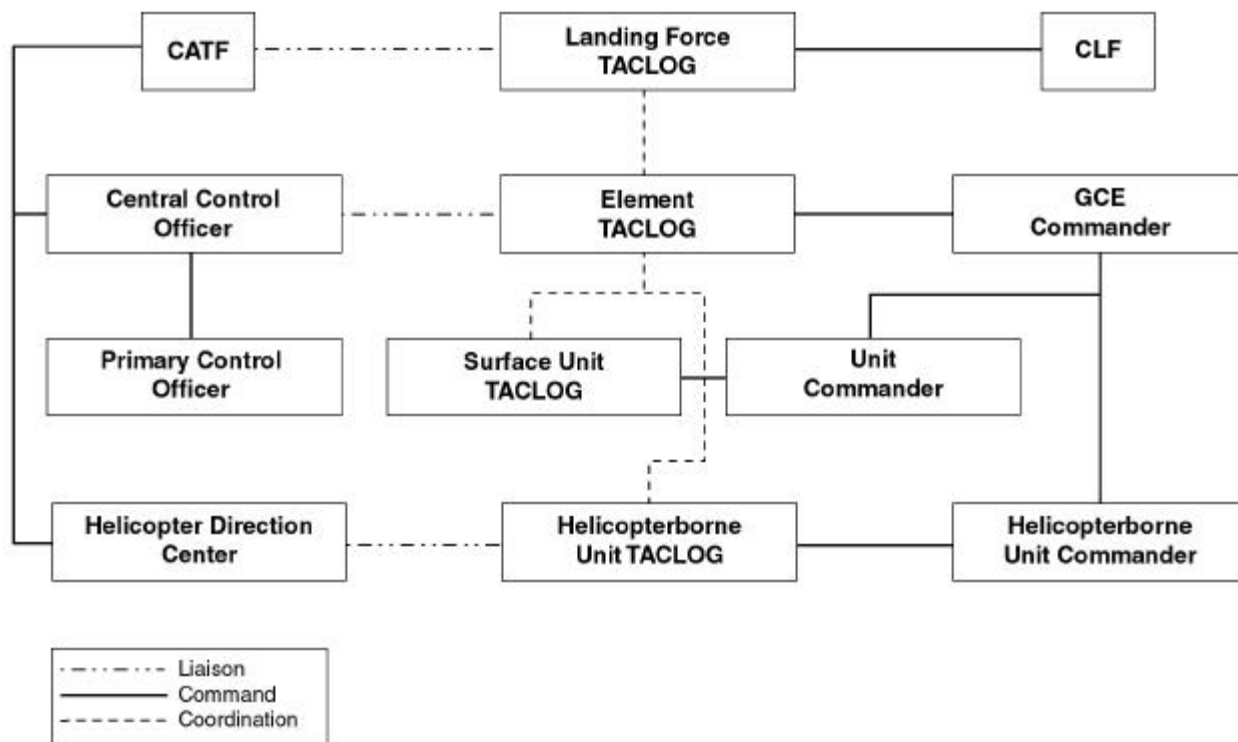 CATF
Landing Force
TACLOG
CLF
Central Control
Officer
Element
TACLOG
GCE
Commander
Primary Control
Officer
Surface Unit
TACLOG
Unit
Commander
Helicopter Direction
Center
Helicopterborne
Unit TACLOG
Helicopterborne
Unit Commander
Liaison
Command
Coordination